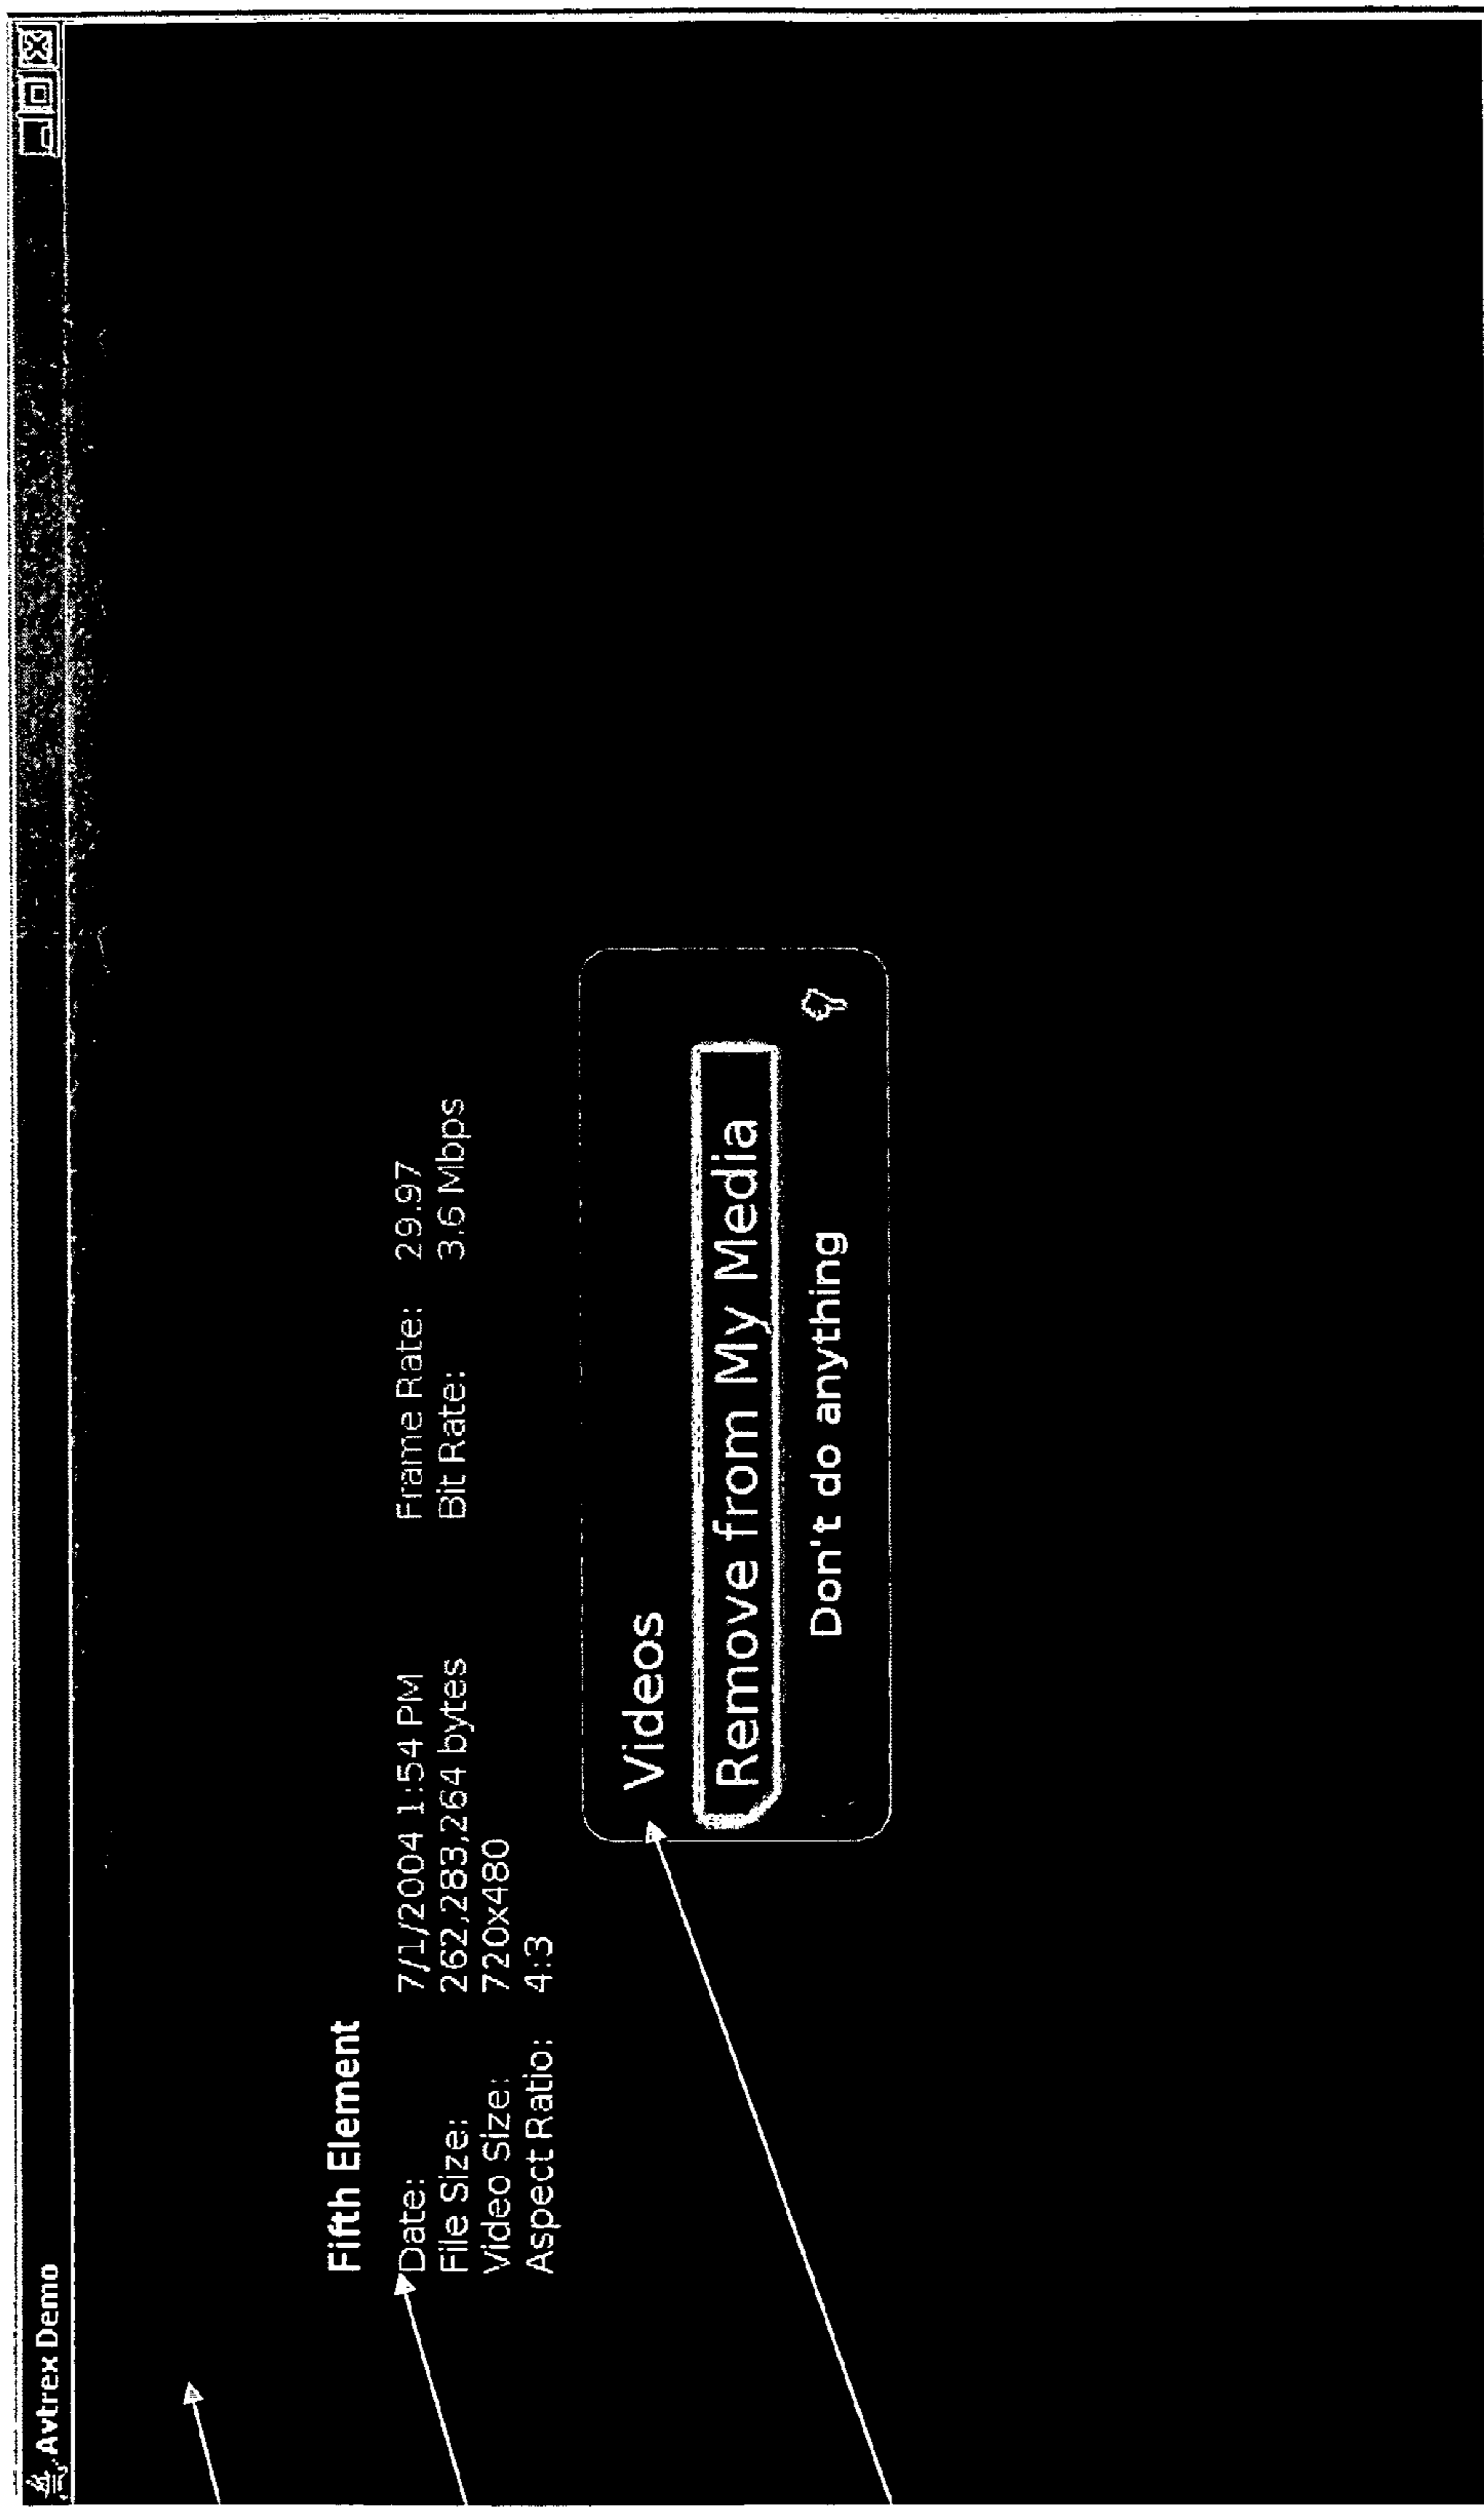 Avtrex Demo
Fifth Element
Date: 7/1/2004 1:54 PM Frame Rate: 29.97
File Size: 262,283,264 bytes Bit Rate: 3.6 Mbps
Video Size: 720x480
Aspect Ratio: 4:3
Videos
Remove from My Media
Don't do anything